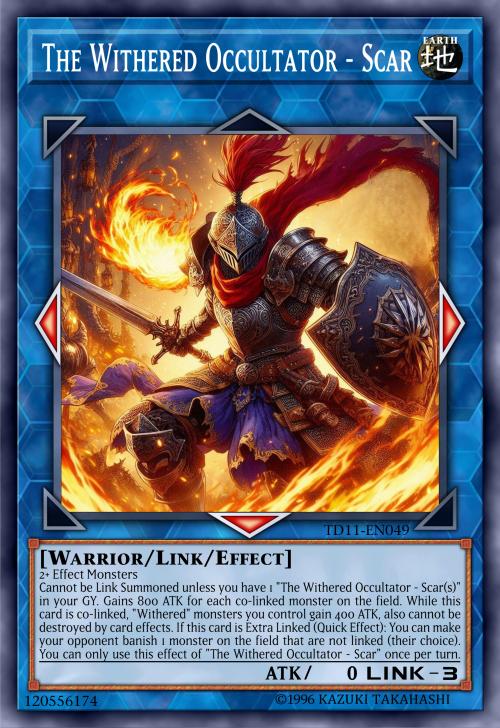 The Withered Occultator - Scar
EARTH
地
TD11-EN049
[Warrior/Link/Effect]
2+ Effect Monsters
Cannot be Link Summoned unless you have 1 "The Withered Occultator - Scar(s)"
in your GY. Gains 800 ATK for each co-linked monster on the field. While this
card is co-linked, "Withered" monsters you control gain 400 ATK, also cannot be
destroyed by card effects. If this card is Extra Linked (Quick Effect): You can make
your opponent banish 1 monster on the field that are not linked (their choice).
You can only use this effect of "The Withered Occultator - Scar" once per turn.
ATK/ 0 LINK-3
120556174 ©1996 KAZUKI TAKAHASHI